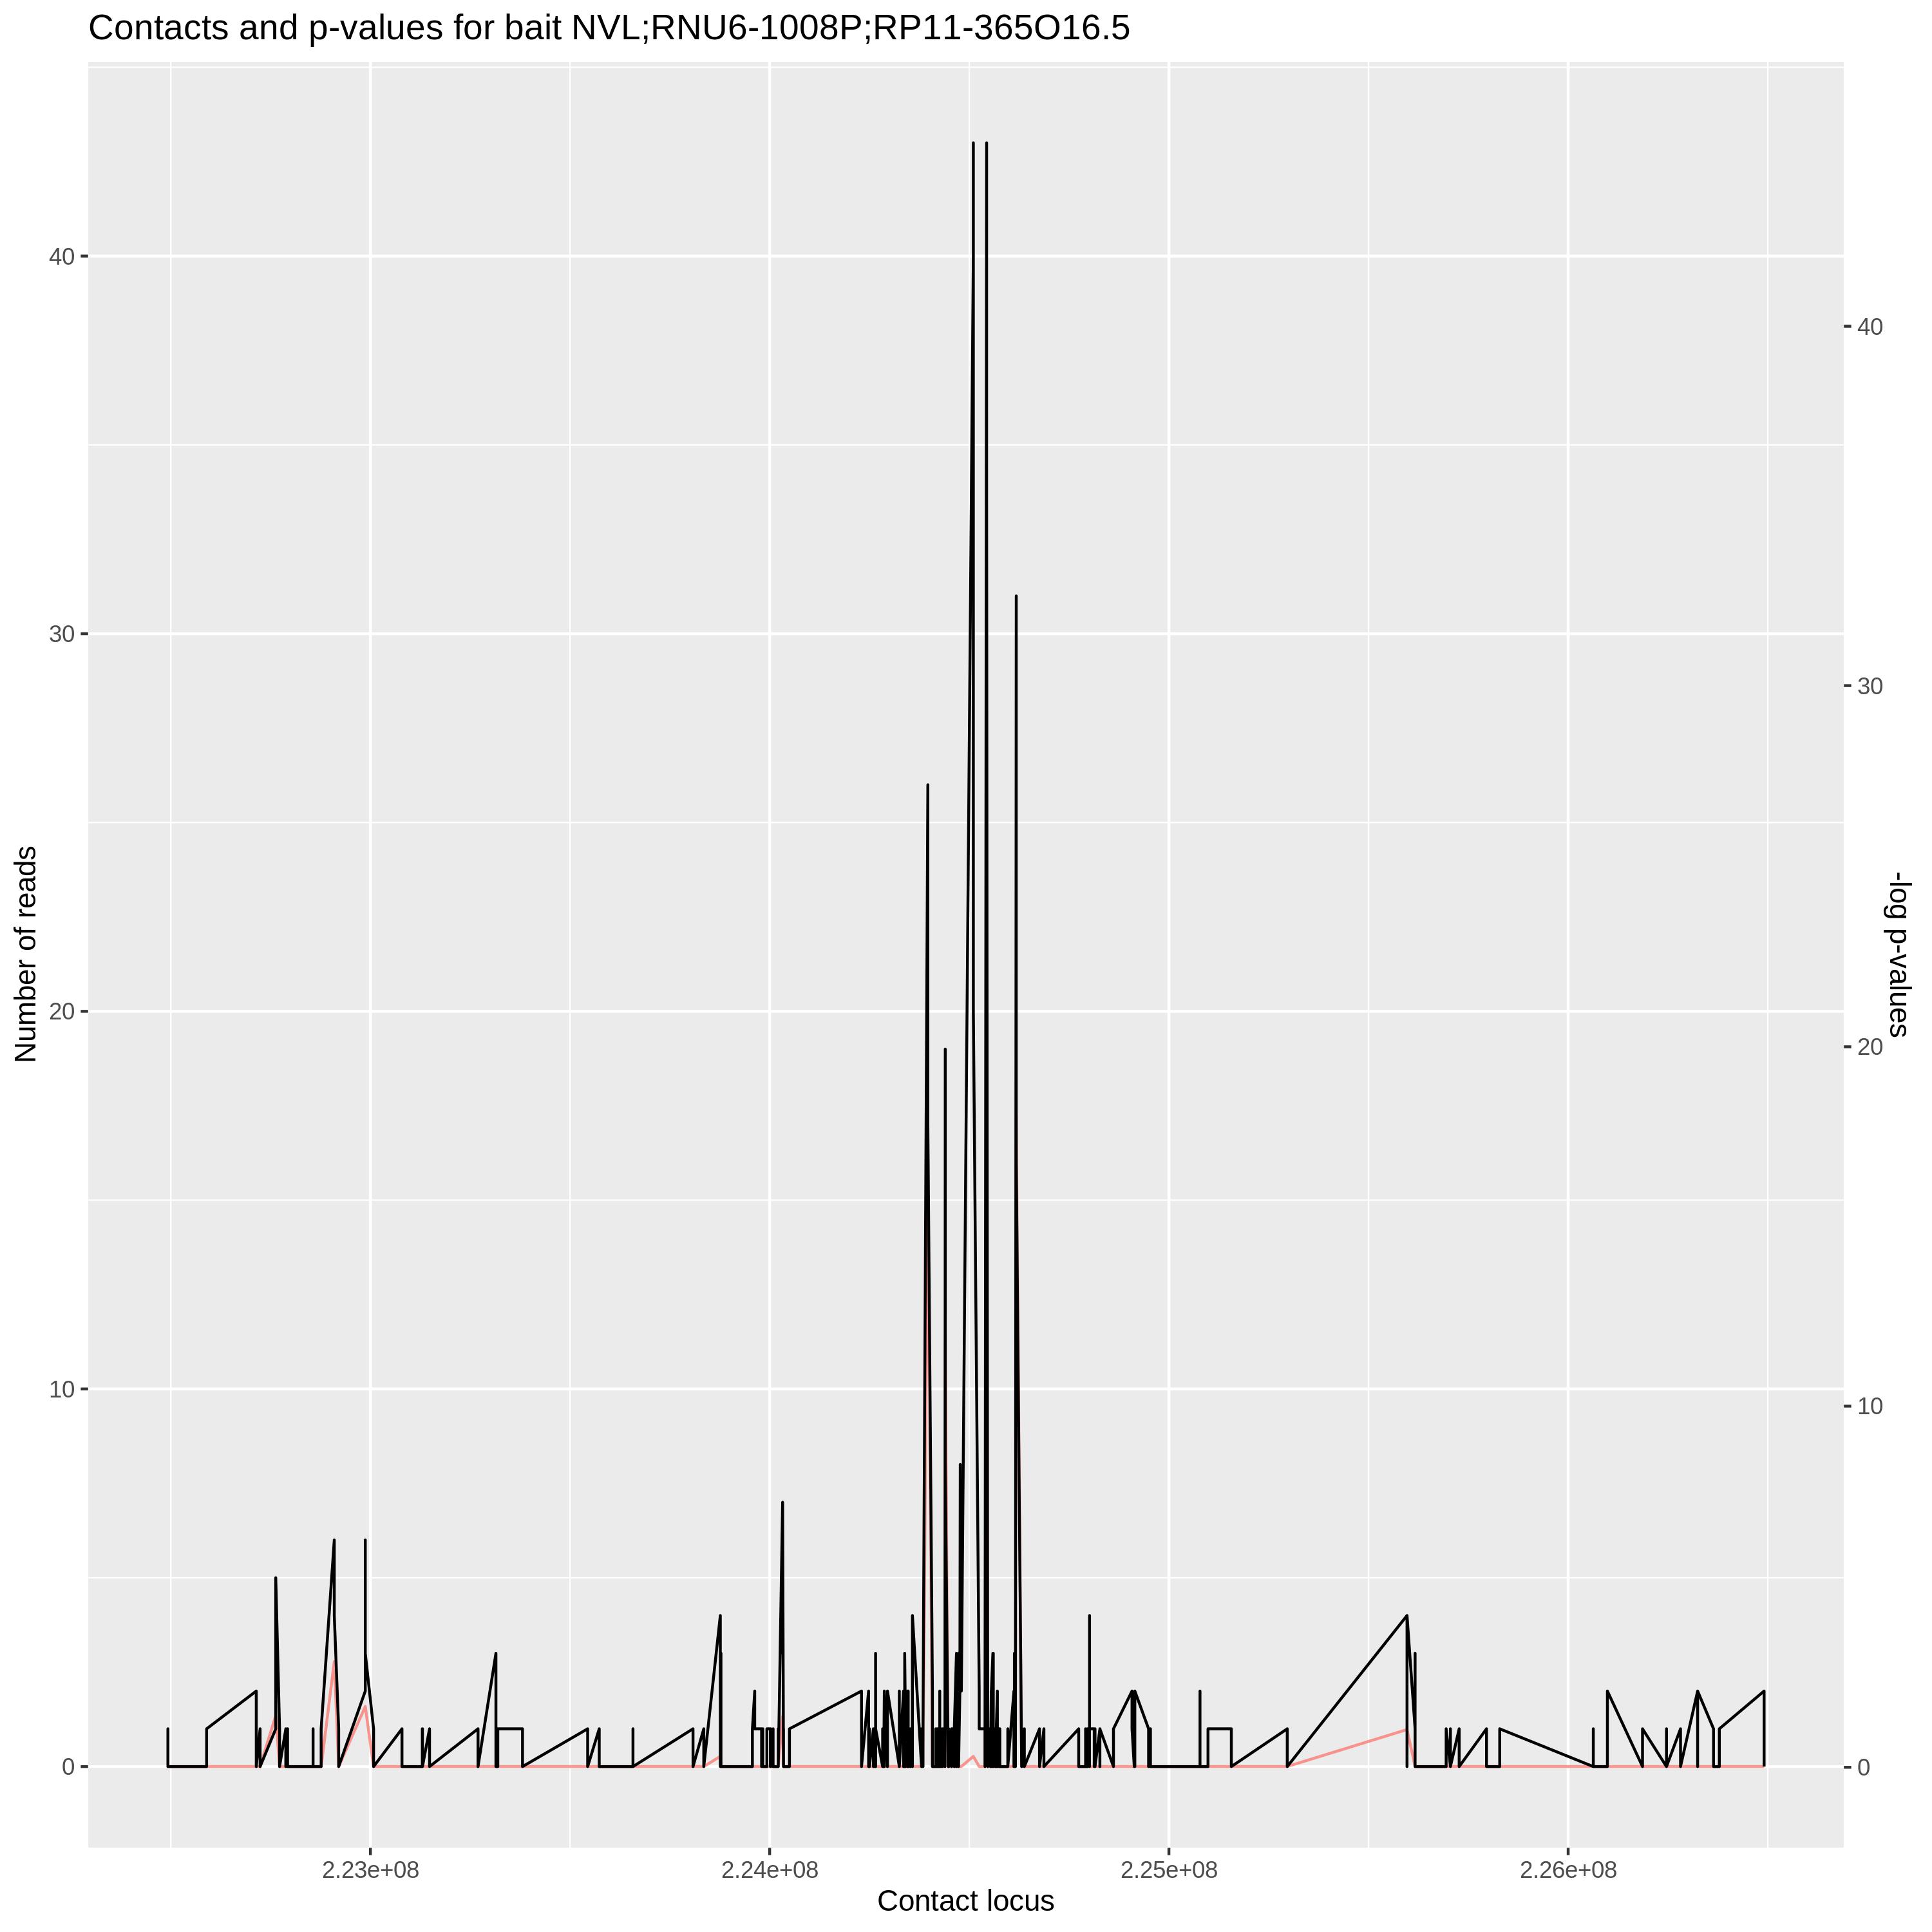 Contacts and p-values for bait NVL;RNU6-1008P;RP11-365O16.5
Number of reads
40
30
20
10
0
40
30
20
10
0
-log p-values
2.23e+08 2.24e+08 2.25e+08 2.26e+08
Contact locus